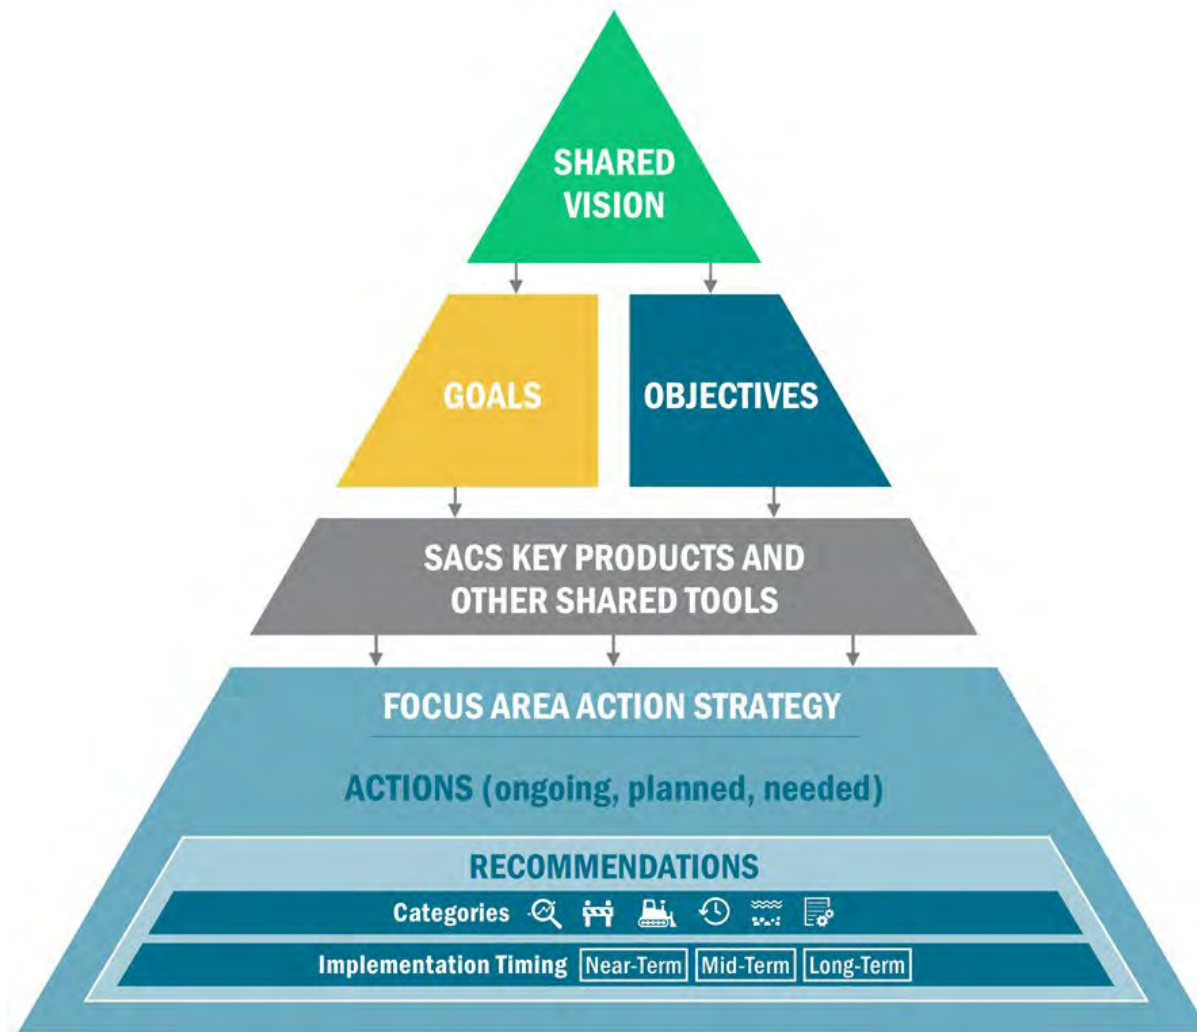 SHARED
VISION
GOALS
OBJECTIVES
SACS KEY PRODUCTS AND
OTHER SHARED TOOLS
FOCUS AREA ACTION STRATEGY
ACTIONS (ongoing, planned, needed)
RECOMMENDATIONS
Categories
Implementation Timing Near-Term Mid-Term Long-Term